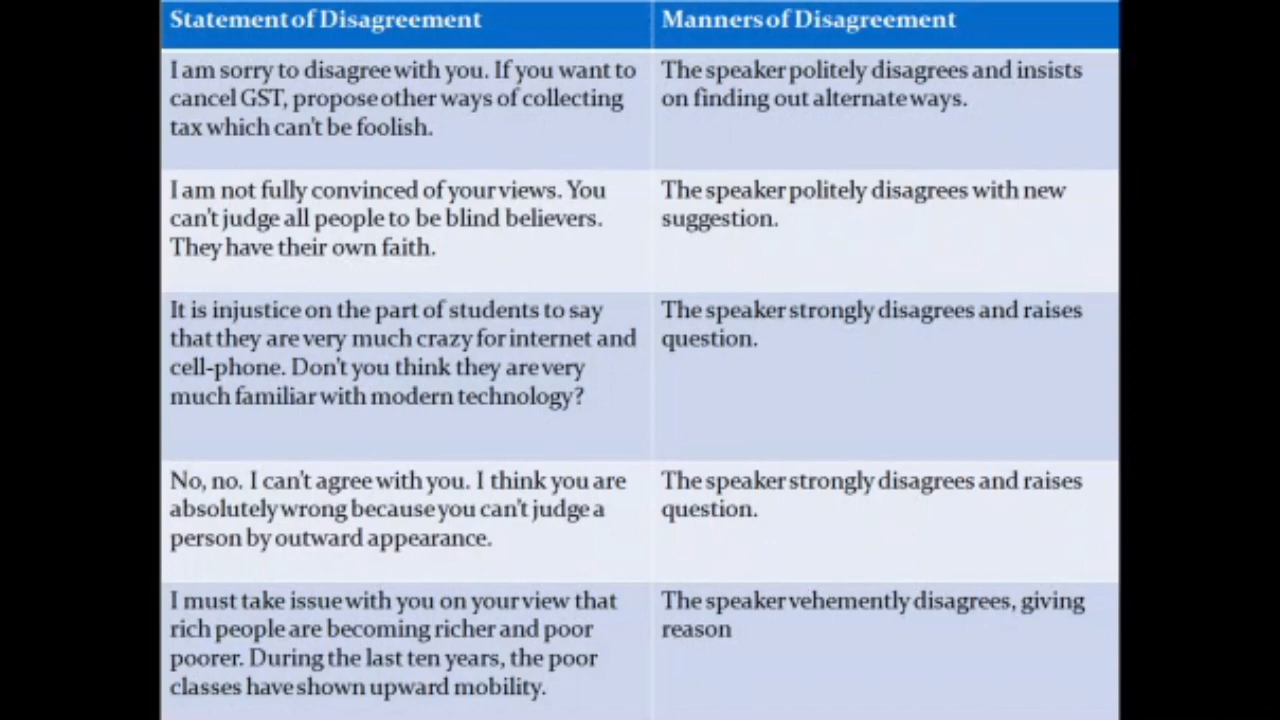 Statement of Disagreement
Manners of Disagreement
I am sorry to disagree with you. If you want to
cancel GST, propose other ways of collecting
tax which can't be foolish.
The speaker politely disagrees and insists
on finding out alternate ways.
I am not fully convinced of your views. You
can't judge all people to be blind believers.
They have their own faith.
The speaker politely disagrees with new
suggestion.
It is injustice on the part of students to say
that they are very much crazy for internet and
cell-phone. Don't you think they are very
much familiar with modern technology?
The speaker strongly disagrees and raises
question.
No, no. I can't agree with you. I think you are
absolutely wrong because you can't judge a
person by outward appearance.
The speaker strongly disagrees and raises
question.
I must take issue with you on your view that
rich people are becoming richer and poor
poorer. During the last ten years, the poor
classes have shown upward mobility.
The speaker vehemently disagrees, giving
reason